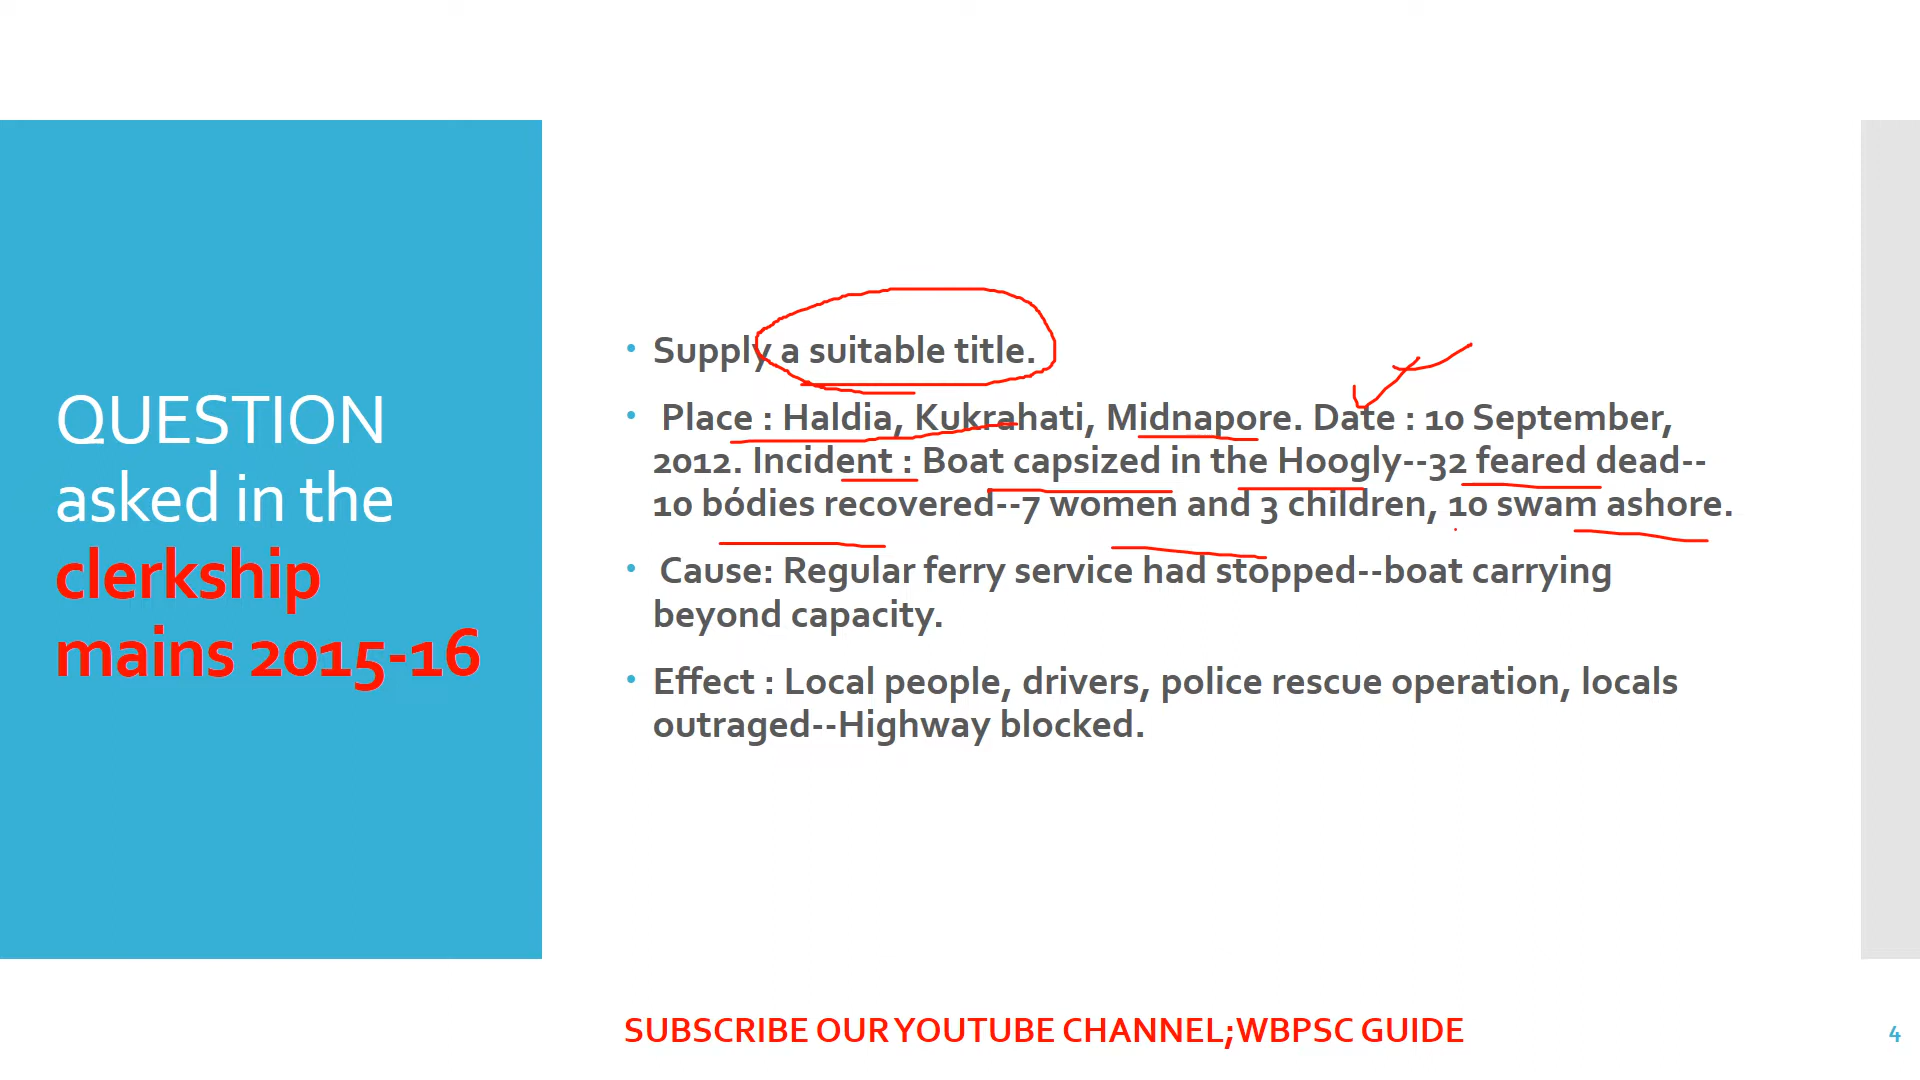 QUESTION
asked in the
clerkship
mains 2015-16
• Supply a suitable title.
• Place : Haldia, Kukrahati, Midnapore. Date : 10 September,
2012. Incident : Boat capsized in the Hoogly--32 feared dead--
10 bódies recovered--7 women and 3 children, 10 swam ashore.
• Cause: Regular ferry service had stopped--boat carrying
beyond capacity.
• Effect : Local people, drivers, police rescue operation, locals
outraged--Highway blocked.
SUBSCRIBE OUR YOUTUBE CHANNEL;WBPSC GUIDE
4